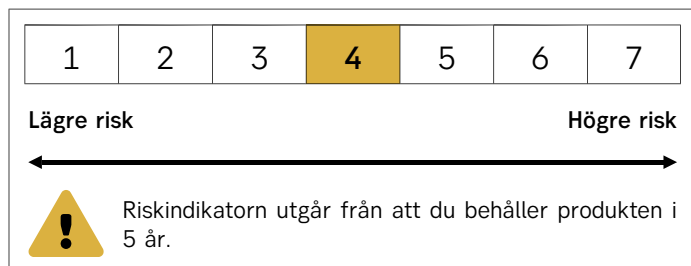 1 2 3 4 5 6 7
Lägre risk Högre risk
Riskindikatorn utgår från att du behåller produkten i
5 år.